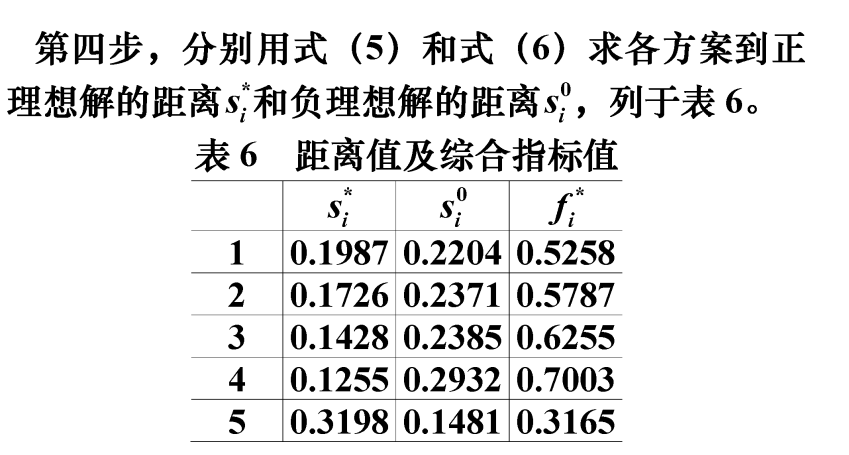 第四步，分别用式（5）和式（6）求各方案到正
理想解的距离$s_i^*$和负理想解的距离$s_i^0$，列于表 6。
表 6 距离值及综合指标值
$s_i^*$ $s_i^0$ $f_i^*$
1 0.1987 0.2204 0.5258
2 0.1726 0.2371 0.5787
3 0.1428 0.2385 0.6255
4 0.1255 0.2932 0.7003
5 0.3198 0.1481 0.3165